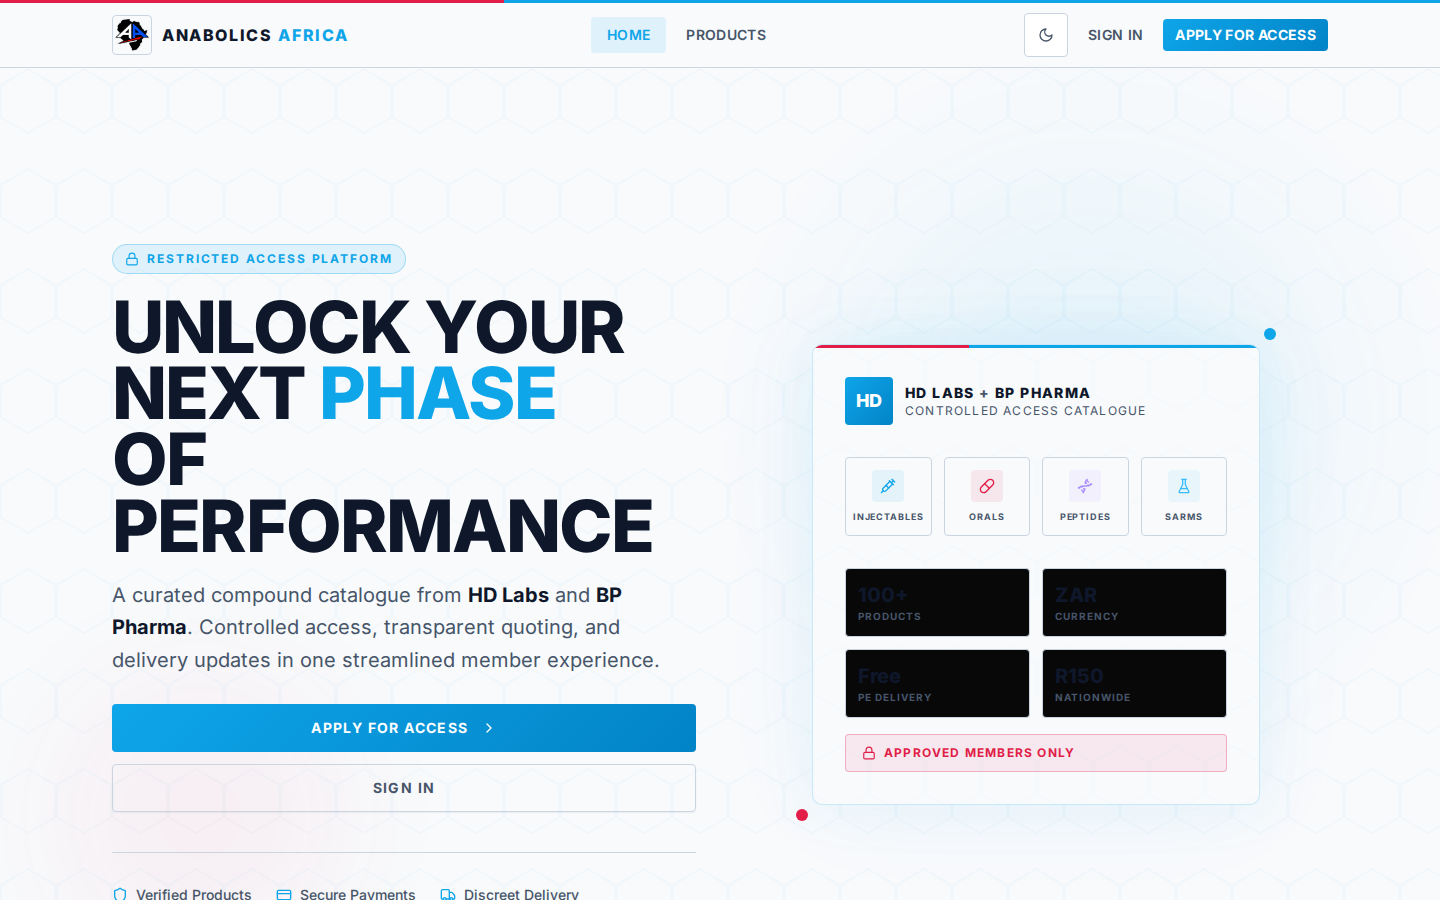 ANABOLICS AFRICA
HOME
PRODUCTS
SIGN IN
APPLY FOR ACCESS
RESTRICTED ACCESS PLATFORM
UNLOCK YOUR
NEXT PHASE
OF
PERFORMANCE
A curated compound catalogue from HD Labs and BP
Pharma. Controlled access, transparent quoting, and
delivery updates in one streamlined member experience.
APPLY FOR ACCESS
SIGN IN
Verified Products
Secure Payments
Discreet Delivery
HD
HD LABS + BP PHARMA
CONTROLLED ACCESS CATALOGUE
INJECTABLES
ORALS
PEPTIDES
SARMS
100+
PRODUCTS
ZAR
CURRENCY
Free
PE DELIVERY
R150
NATIONWIDE
APPROVED MEMBERS ONLY